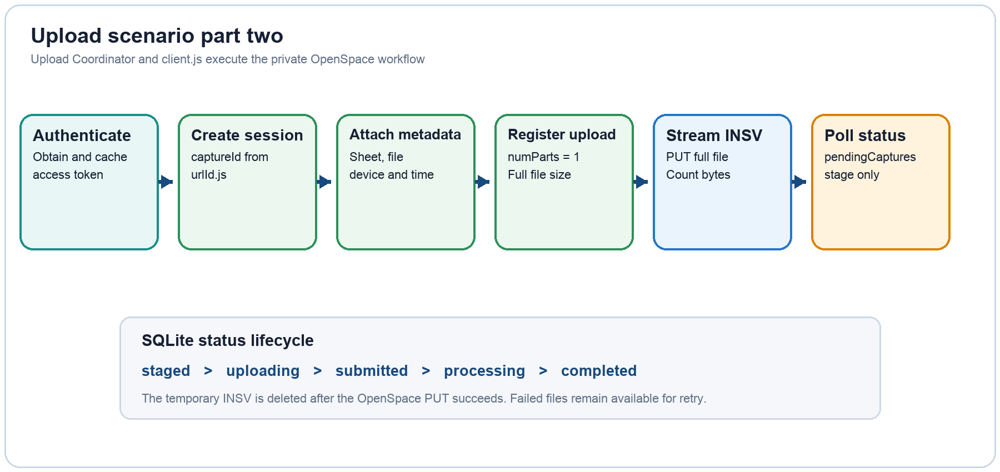 Upload scenario part two
Upload Coordinator and client.js execute the private OpenSpace workflow
Authenticate
Obtain and cache
access token
Create session
captureId from
urlId.js
Attach metadata
Sheet, file
device and time
Register upload
numParts = 1
Full file size
Stream INSV
PUT full file
Count bytes
Poll status
pendingCaptures
stage only
SQLite status lifecycle
staged > uploading > submitted > processing > completed
The temporary INSV is deleted after the OpenSpace PUT succeeds. Failed files remain available for retry.